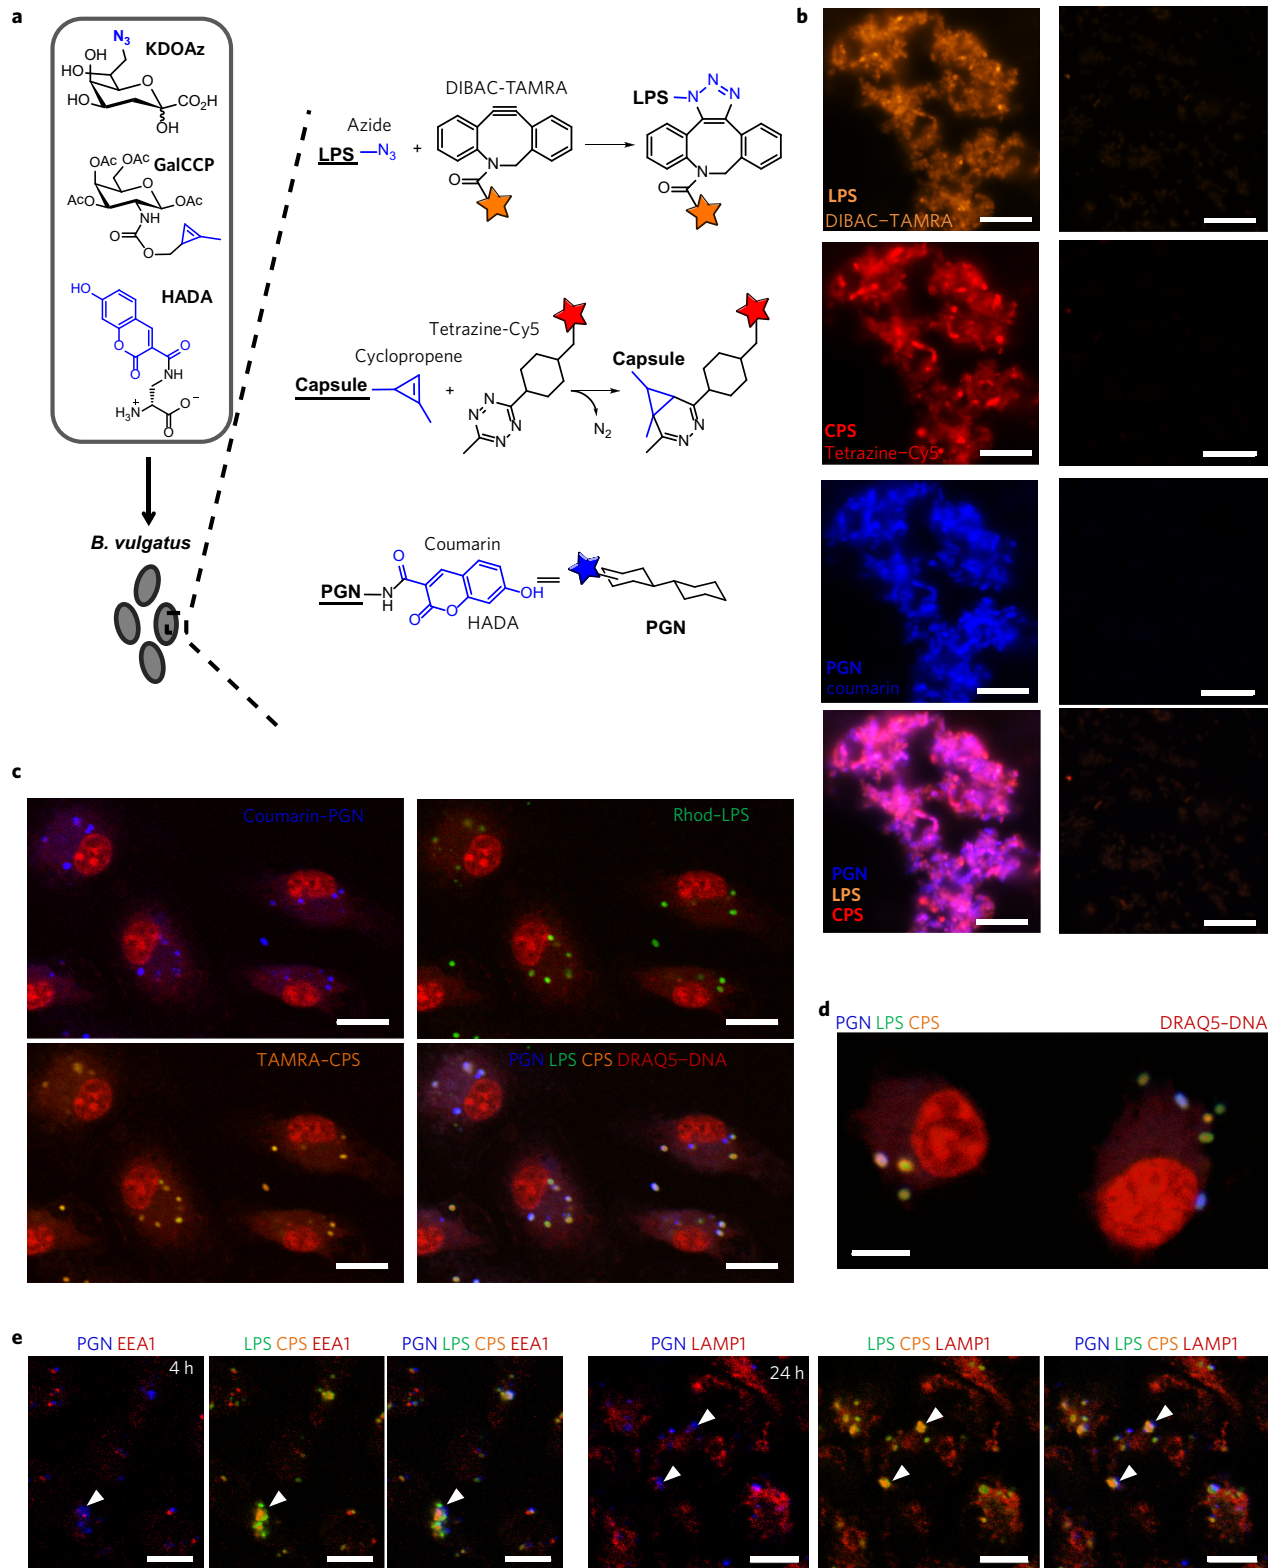 a
KDOAz
N3
OH
HO
O
HO
CO2H
OH
OAc
OAc
GalCCP
O
AcO
OAc
NH
O
O
HADA
HO
O
O
O
NH
H3N+
O−
O
B. vulgatus
DIBAC-TAMRA
Azide
LPS
N3
+
N
O
LPS
N
N
N
N
O
Tetrazine-Cy5
Cyclopropene
Capsule
+
N
N
N
N
N2
Capsule
N
N
Coumarin
PGN
N
H
O
O
O
OH
HADA
PGN
b
LPS
DIBAC–TAMRA
CPS
Tetrazine–Cy5
PGN
coumarin
PGN
LPS
CPS
c
Coumarin–PGN
Rhod–LPS
TAMRA–CPS
PGN LPS CPS DRAQ5–DNA
d
PGN LPS CPS
DRAQ5–DNA
e
PGN EEA1
LPS CPS EEA1
PGN LPS CPS EEA1
PGN LAMP1
LPS CPS LAMP1
PGN LPS CPS LAMP1
4 h
24 h